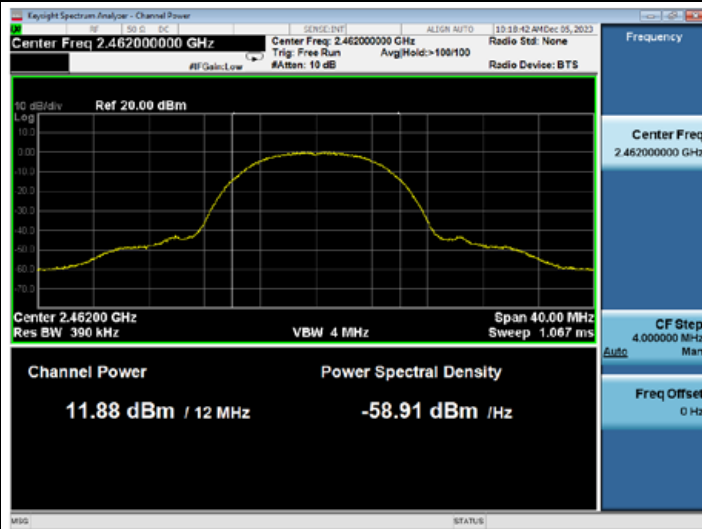 Keysight Spectrum Analyzer - Channel Power
RF 50 Ω DC SENSE:INT ALIGN AUTO 10:18:42 AM Dec 05, 2023
Center Freq 2.462000000 GHz
Center Freq: 2.462000000 GHz
Radio Std: None
Trig: Free Run Avg|Hold:>100/100
#IFGain:Low #Atten: 10 dB Radio Device: BTS
Frequency
10 dB/div Ref 20.00 dBm
Log
10.0
0.00
-10.0
-20.0
-30.0
-40.0
-50.0
-60.0
-70.0
Center Freq
2.462000000 GHz
Center 2.46200 GHz Span 40.00 MHz
Res BW 390 kHz VBW 4 MHz Sweep 1.067 ms
CF Step
4.000000 MHz
Auto Man
Freq Offset
0 Hz
Channel Power Power Spectral Density
11.88 dBm / 12 MHz -58.91 dBm /Hz
MSG STATUS